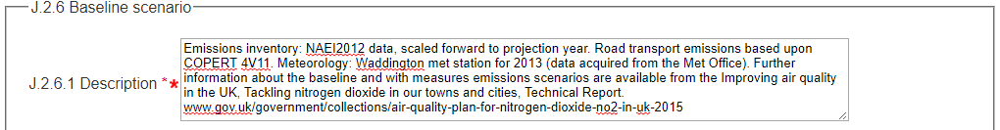 J.2.6 Baseline scenario
J.2.6.1 Description * *
Emissions inventory: NAEI2012 data, scaled forward to projection year. Road transport emissions based upon
COPERT 4V11. Meteorology: Waddington met station for 2013 (data acquired from the Met Office). Further
information about the baseline and with measures emissions scenarios are available from the Improving air quality
in the UK, Tackling nitrogen dioxide in our towns and cities, Technical Report.
www.gov.uk/government/collections/air-quality-plan-for-nitrogen-dioxide-no2-in-uk-2015